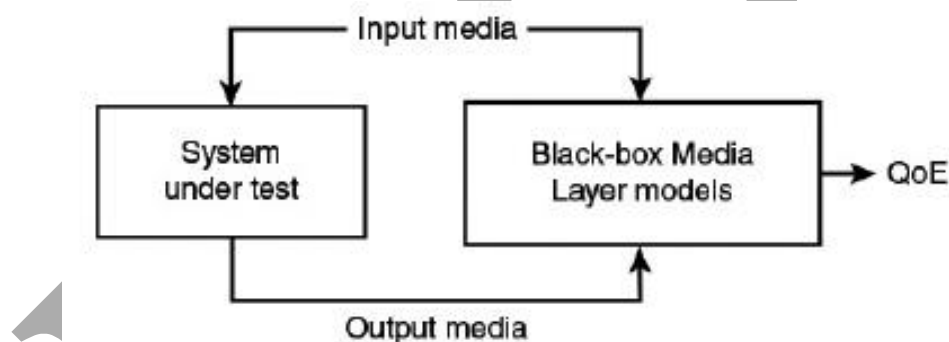 Input media
System
under test
Black-box Media
Layer models
QoE
Output media